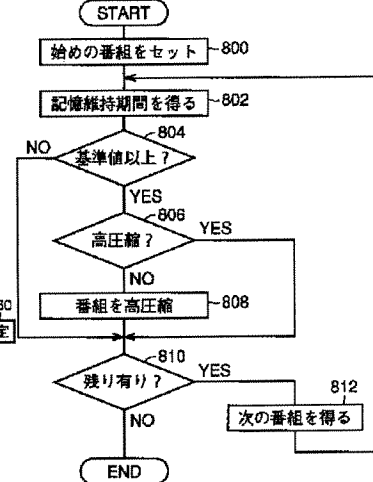 START
始めの番組をセット 800
記憶維持期間を得る 802
804
基準値以上？
NO
YES
806
高圧縮？
YES
NO
番組を高圧縮 808
60
定
810
残り有り？
YES
NO
812
次の番組を得る
END